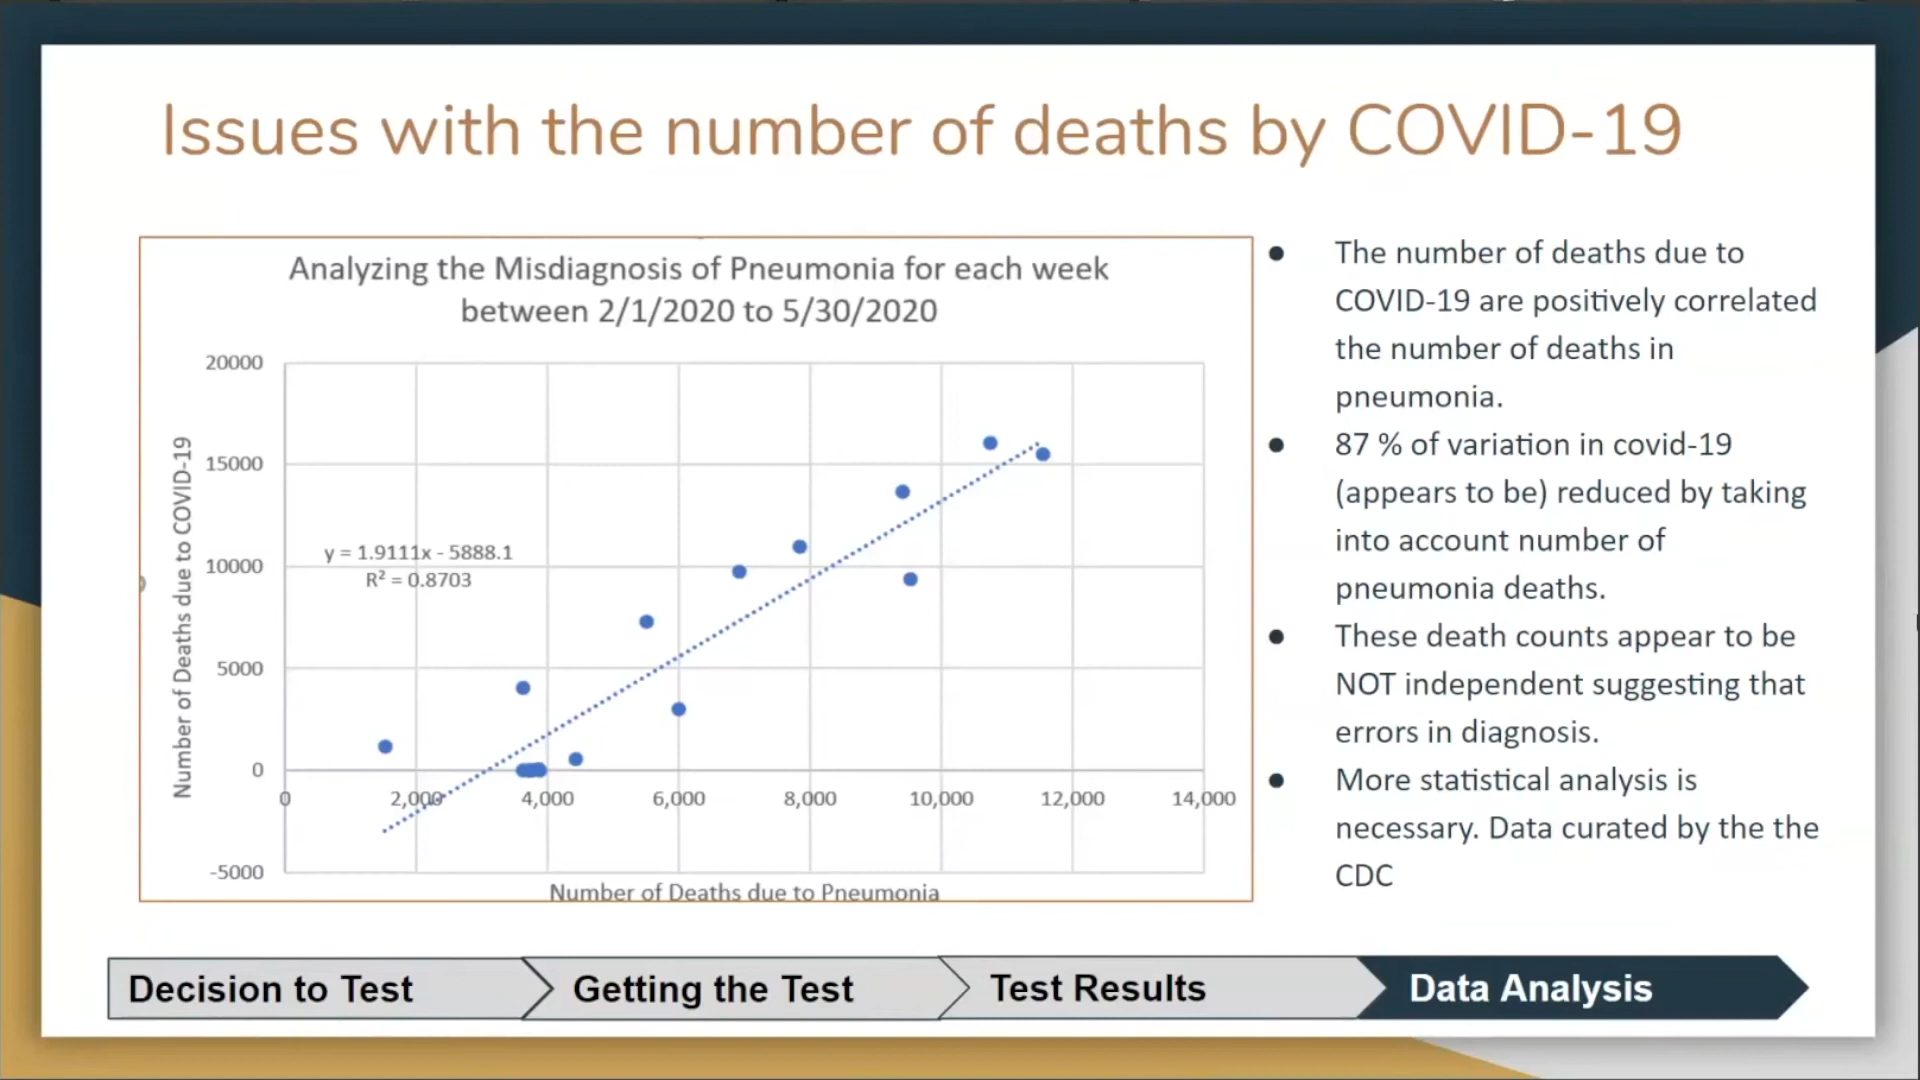 Issues with the number of deaths by COVID-19
Analyzing the Misdiagnosis of Pneumonia for each week
between 2/1/2020 to 5/30/2020
Number of Deaths due to COVID-19
20000
15000
10000
5000
0
-5000
y = 1.9111x - 5888.1
R² = 0.8703
0 2,000 4,000 6,000 8,000 10,000 12,000 14,000
Number of Deaths due to Pneumonia
● The number of deaths due to
COVID-19 are positively correlated
the number of deaths in
pneumonia.
● 87 % of variation in covid-19
(appears to be) reduced by taking
into account number of
pneumonia deaths.
● These death counts appear to be
NOT independent suggesting that
errors in diagnosis.
● More statistical analysis is
necessary. Data curated by the the
CDC
Decision to Test
Getting the Test
Test Results
Data Analysis